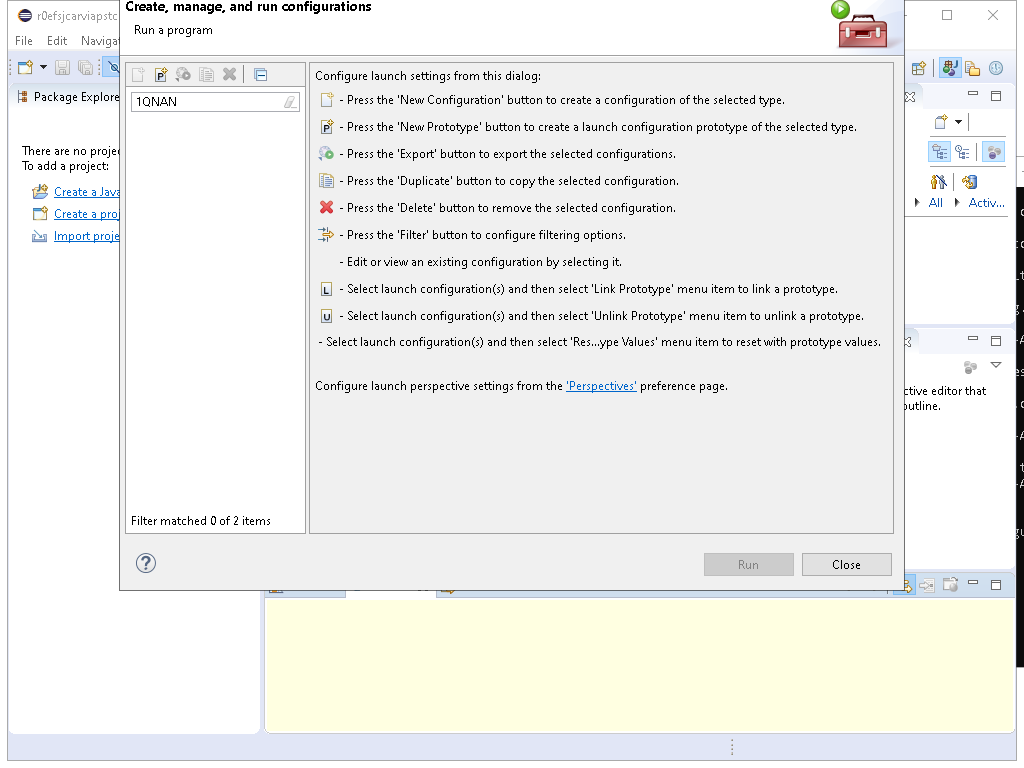 Create, manage, and run configurations
Run a program
r0efsjcarviapstc
File Edit Navigat
Package Explore
There are no projec
To add a project:
Create a Java
Create a proj
Import proje
1QNAN
Filter matched 0 of 2 items
Configure launch settings from this dialog:
- Press the 'New Configuration' button to create a configuration of the selected type.
- Press the 'New Prototype' button to create a launch configuration prototype of the selected type.
- Press the 'Export' button to export the selected configurations.
- Press the 'Duplicate' button to copy the selected configuration.
- Press the 'Delete' button to remove the selected configuration.
- Press the 'Filter' button to configure filtering options.
- Edit or view an existing configuration by selecting it.
L - Select launch configuration(s) and then select 'Link Prototype' menu item to link a prototype.
U - Select launch configuration(s) and then select 'Unlink Prototype' menu item to unlink a prototype.
- Select launch configuration(s) and then select 'Res...ype Values' menu item to reset with prototype values.
Configure launch perspective settings from the 'Perspectives' preference page.
Run
Close
All
Activ...
ctive editor that
outline.